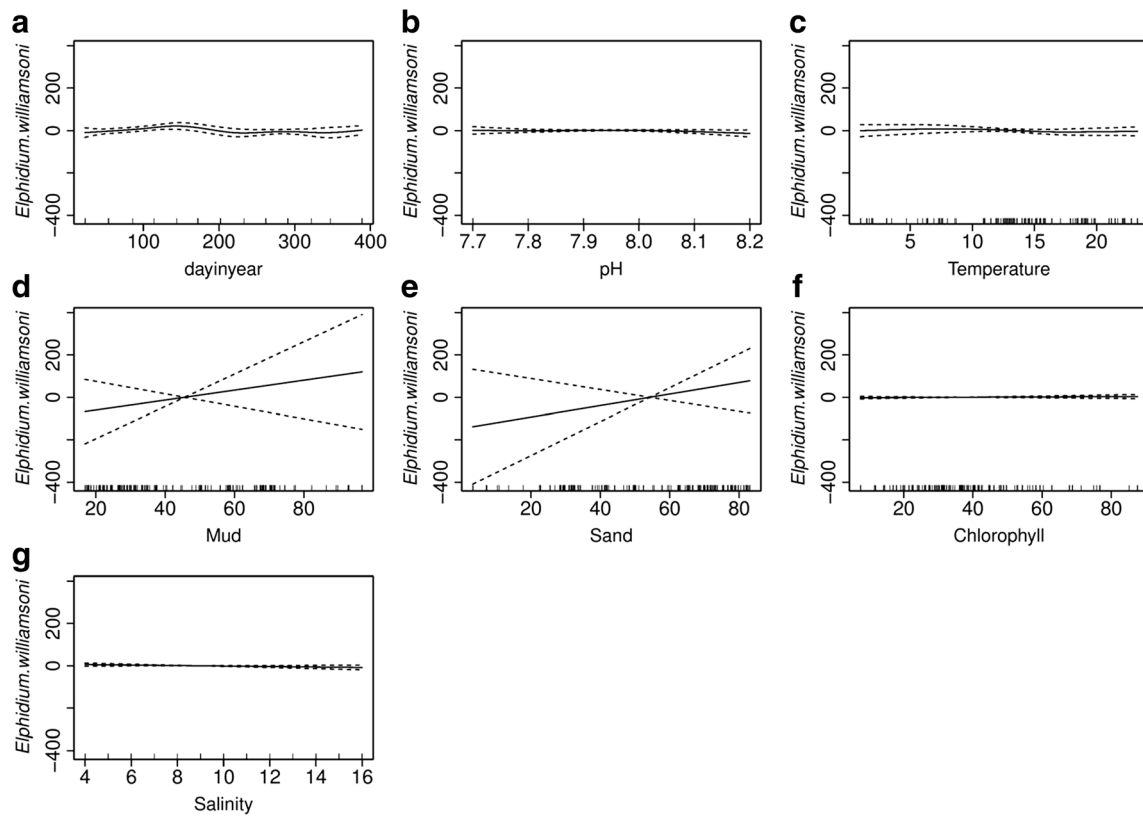 a
Elphidium.williamsoni
−400 0 200
100 200 300 400
dayinyear
b
Elphidium.williamsoni
−400 0 200
7.7 7.8 7.9 8.0 8.1 8.2
pH
c
Elphidium.williamsoni
−400 0 200
5 10 15 20
Temperature
d
Elphidium.williamsoni
−400 0 200
20 40 60 80
Mud
e
Elphidium.williamsoni
−400 0 200
20 40 60 80
Sand
f
Elphidium.williamsoni
−400 0 200
20 40 60 80
Chlorophyll
g
Elphidium.williamsoni
−400 0 200
4 6 8 10 12 14 16
Salinity